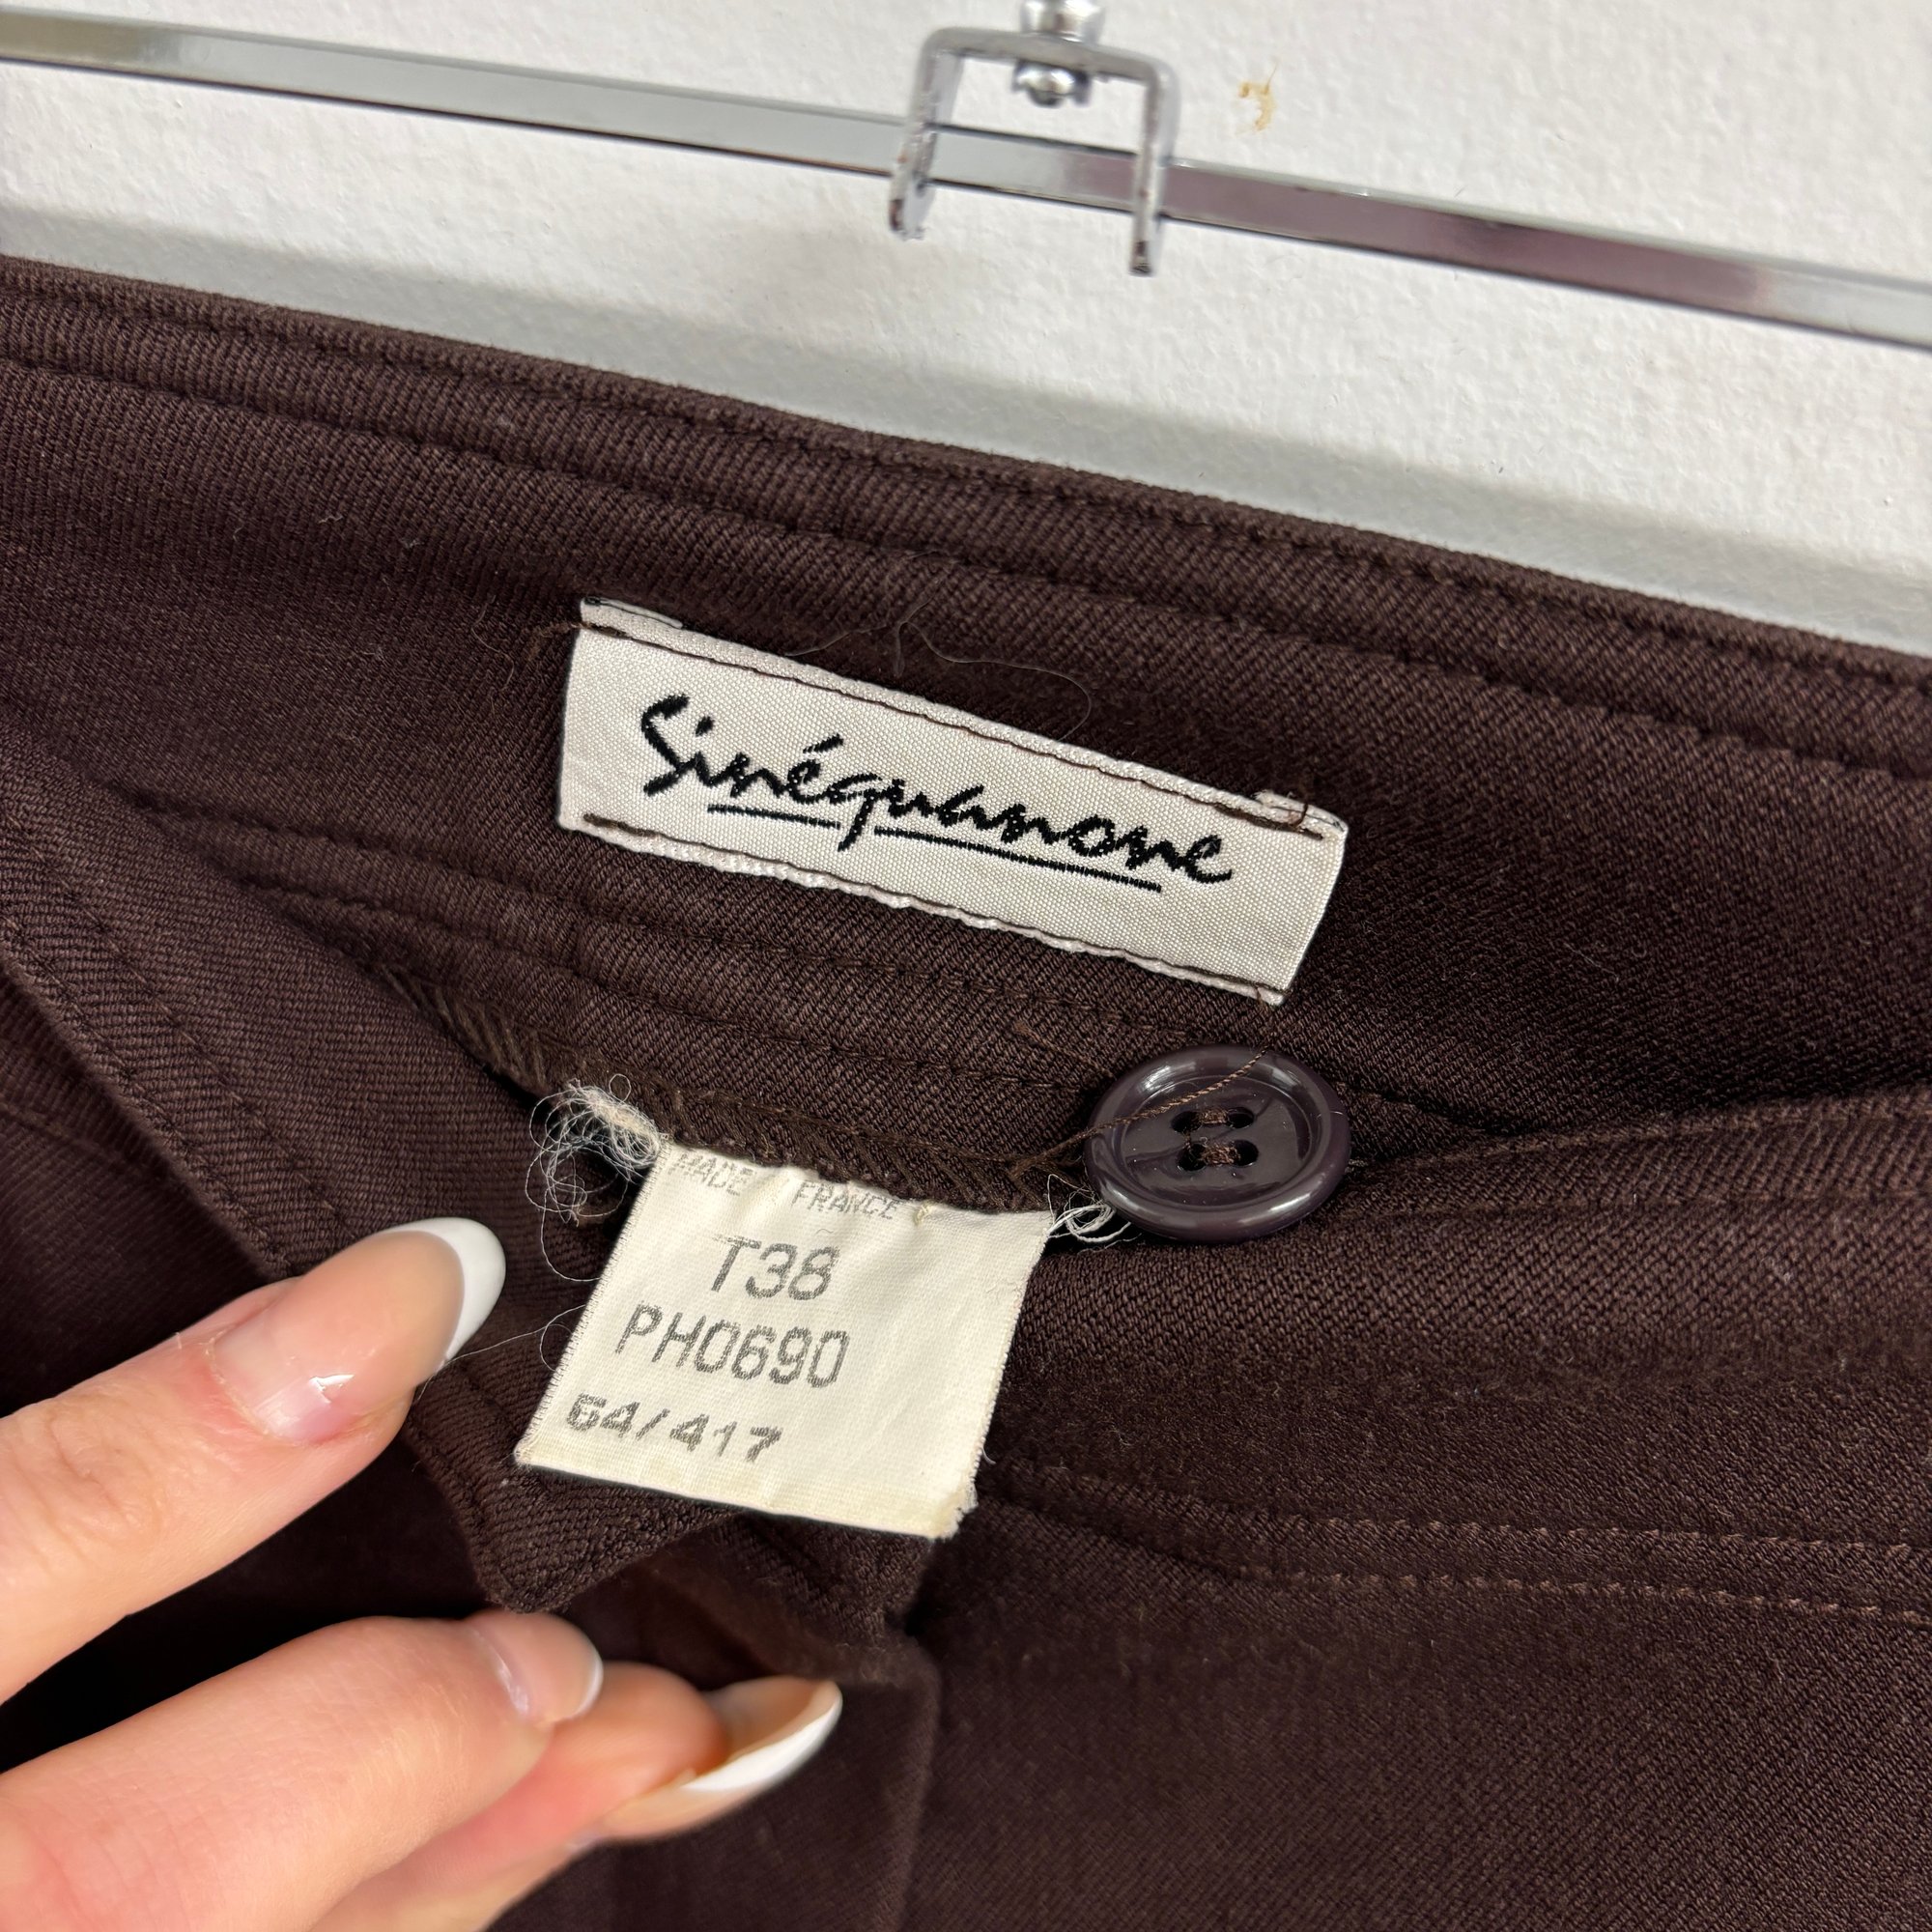 Sinéquanone
MADE FRANCE
T38
PH0690
64/417